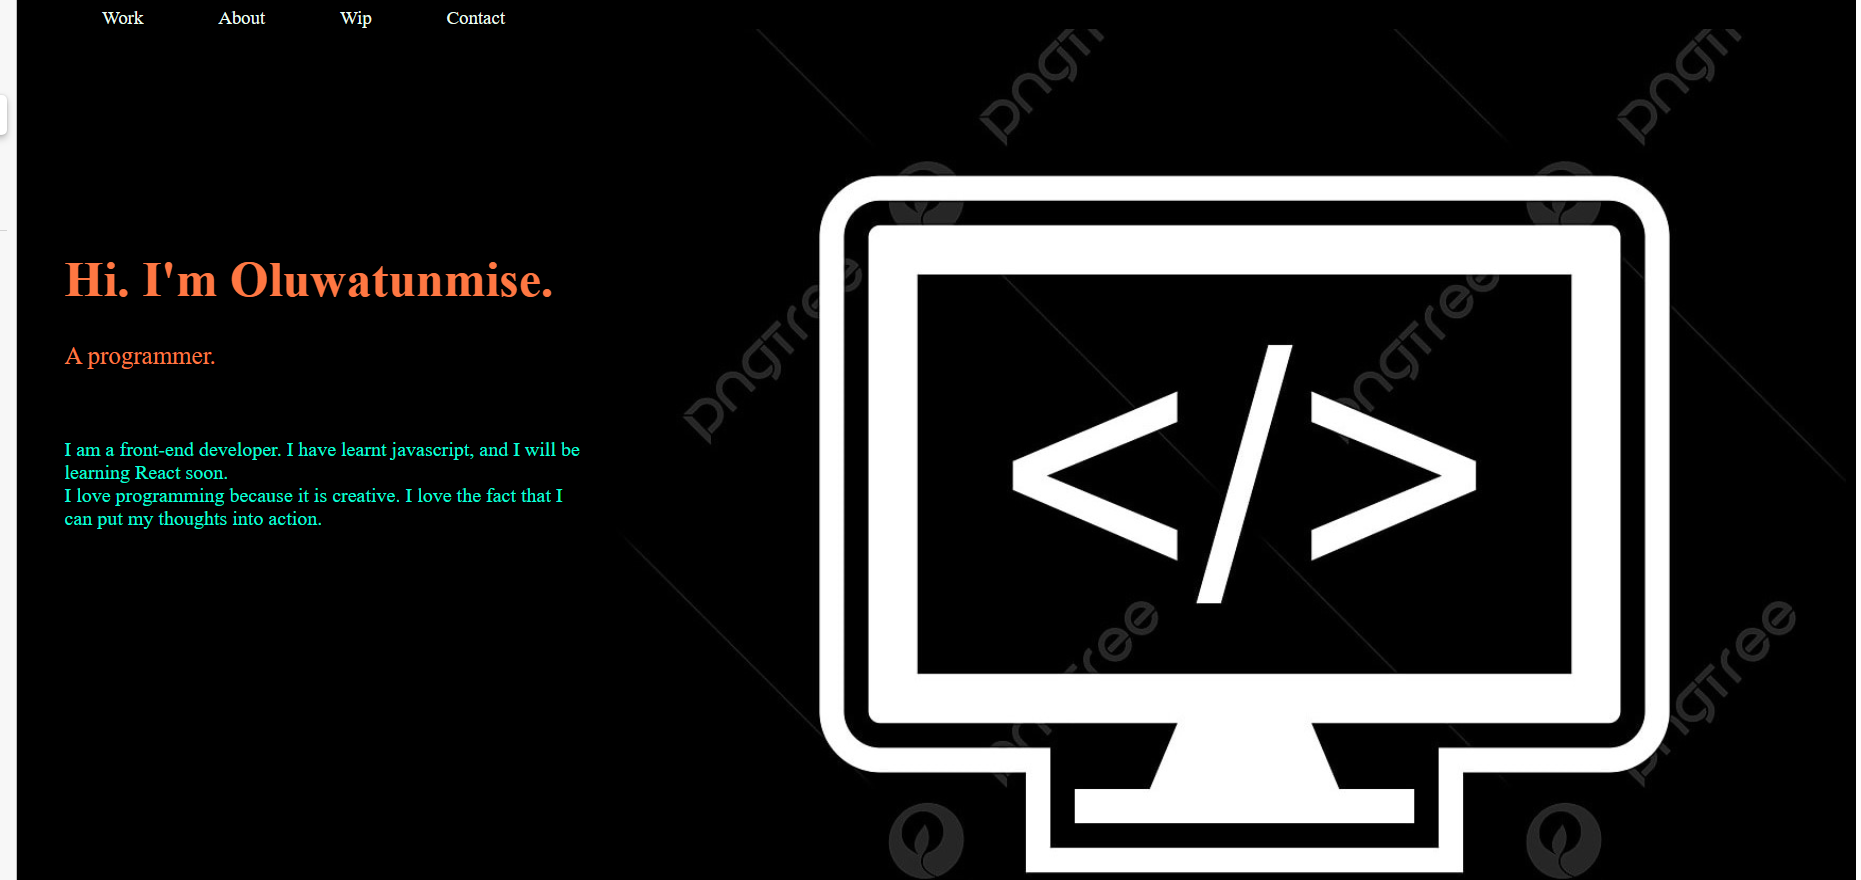 Work About Wip Contact
pngtree
pngtree
Hi. I'm Oluwatunmise.
pngtree
pngtree
A programmer.
</>
I am a front-end developer. I have learnt javascript, and I will be
learning React soon.
I love programming because it is creative. I love the fact that I
can put my thoughts into action.
pngtree
pngtree